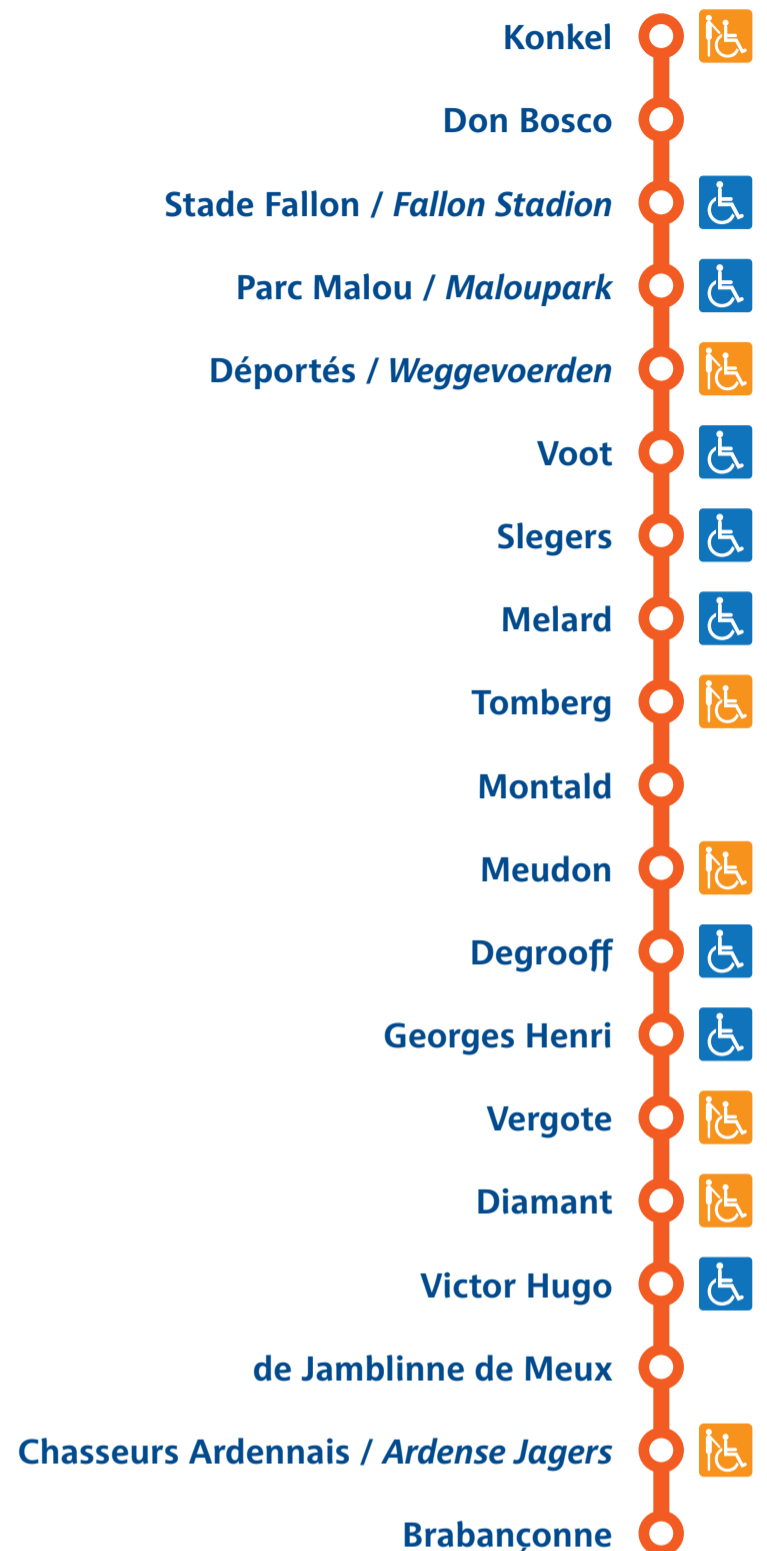 Konkel
Don Bosco
Stade Fallon / Fallon Stadion
Parc Malou / Maloupark
Déportés / Weggevoerden
Voot
Slegers
Melard
Tomberg
Montald
Meudon
Degrooff
Georges Henri
Vergote
Diamant
Victor Hugo
de Jamblinne de Meux
Chasseurs Ardennais / Ardense Jagers
Brabançonne